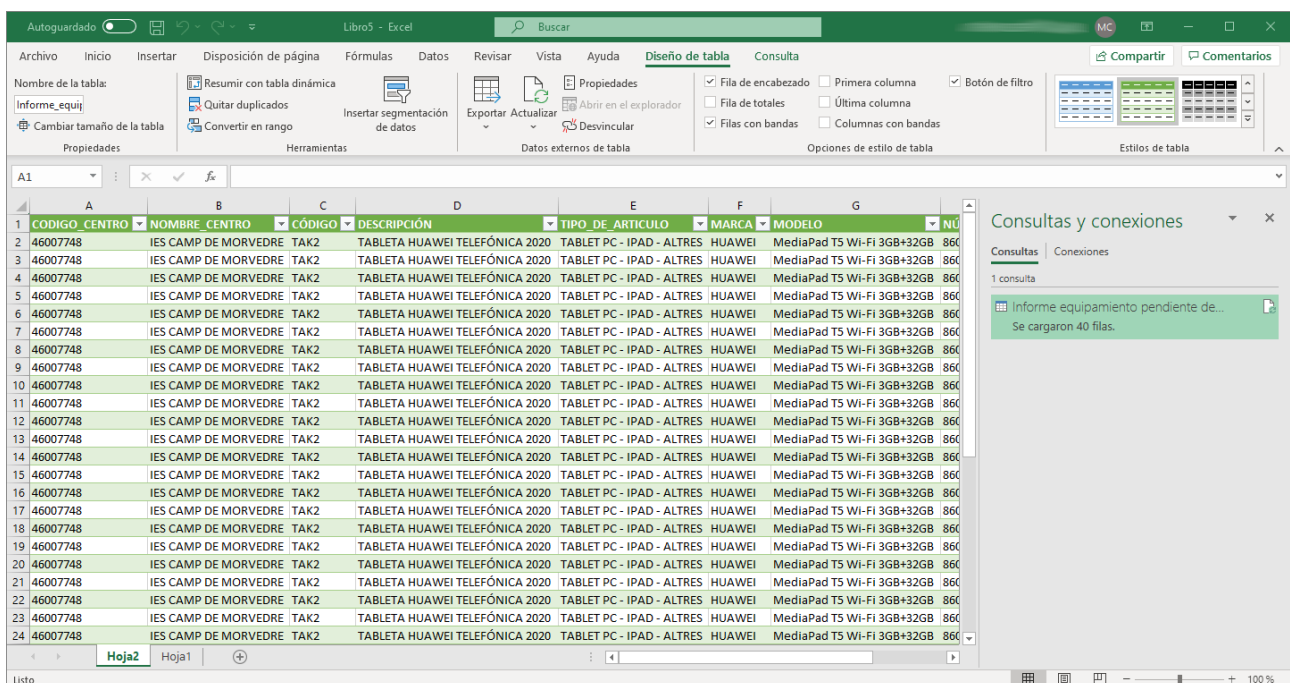 Autoguardado Libro5 - Excel Buscar MC
Archivo Inicio Insertar Disposición de página Fórmulas Datos Revisar Vista Ayuda Diseño de tabla Consulta Compartir Comentarios
Nombre de la tabla: Resumir con tabla dinámica Propiedades Fila de encabezado Primera columna Botón de filtro
Informe_equip Quitar duplicados Insertar segmentación de datos Exportar Actualizar Abrir en el explorador Fila de totales Última columna
Cambiar tamaño de la tabla Convertir en rango Desvincular Filas con bandas Columnas con bandas
Propiedades Herramientas Datos externos de tabla Opciones de estilo de tabla Estilos de tabla
A1 fx
A B C D E F G
1 CODIGO_CENTRO NOMBRE_CENTRO CÓDIGO DESCRIPCIÓN TIPO_DE_ARTICULO MARCA MODELO NÚ
2 46007748 IES CAMP DE MORVEDRE TAK2 TABLETA HUAWEI TELEFÓNICA 2020 TABLET PC - IPAD - ALTRES HUAWEI MediaPad T5 Wi-Fi 3GB+32GB 860
3 46007748 IES CAMP DE MORVEDRE TAK2 TABLETA HUAWEI TELEFÓNICA 2020 TABLET PC - IPAD - ALTRES HUAWEI MediaPad T5 Wi-Fi 3GB+32GB 860
4 46007748 IES CAMP DE MORVEDRE TAK2 TABLETA HUAWEI TELEFÓNICA 2020 TABLET PC - IPAD - ALTRES HUAWEI MediaPad T5 Wi-Fi 3GB+32GB 860
5 46007748 IES CAMP DE MORVEDRE TAK2 TABLETA HUAWEI TELEFÓNICA 2020 TABLET PC - IPAD - ALTRES HUAWEI MediaPad T5 Wi-Fi 3GB+32GB 860
6 46007748 IES CAMP DE MORVEDRE TAK2 TABLETA HUAWEI TELEFÓNICA 2020 TABLET PC - IPAD - ALTRES HUAWEI MediaPad T5 Wi-Fi 3GB+32GB 860
7 46007748 IES CAMP DE MORVEDRE TAK2 TABLETA HUAWEI TELEFÓNICA 2020 TABLET PC - IPAD - ALTRES HUAWEI MediaPad T5 Wi-Fi 3GB+32GB 860
8 46007748 IES CAMP DE MORVEDRE TAK2 TABLETA HUAWEI TELEFÓNICA 2020 TABLET PC - IPAD - ALTRES HUAWEI MediaPad T5 Wi-Fi 3GB+32GB 860
9 46007748 IES CAMP DE MORVEDRE TAK2 TABLETA HUAWEI TELEFÓNICA 2020 TABLET PC - IPAD - ALTRES HUAWEI MediaPad T5 Wi-Fi 3GB+32GB 860
10 46007748 IES CAMP DE MORVEDRE TAK2 TABLETA HUAWEI TELEFÓNICA 2020 TABLET PC - IPAD - ALTRES HUAWEI MediaPad T5 Wi-Fi 3GB+32GB 860
11 46007748 IES CAMP DE MORVEDRE TAK2 TABLETA HUAWEI TELEFÓNICA 2020 TABLET PC - IPAD - ALTRES HUAWEI MediaPad T5 Wi-Fi 3GB+32GB 860
12 46007748 IES CAMP DE MORVEDRE TAK2 TABLETA HUAWEI TELEFÓNICA 2020 TABLET PC - IPAD - ALTRES HUAWEI MediaPad T5 Wi-Fi 3GB+32GB 860
13 46007748 IES CAMP DE MORVEDRE TAK2 TABLETA HUAWEI TELEFÓNICA 2020 TABLET PC - IPAD - ALTRES HUAWEI MediaPad T5 Wi-Fi 3GB+32GB 860
14 46007748 IES CAMP DE MORVEDRE TAK2 TABLETA HUAWEI TELEFÓNICA 2020 TABLET PC - IPAD - ALTRES HUAWEI MediaPad T5 Wi-Fi 3GB+32GB 860
15 46007748 IES CAMP DE MORVEDRE TAK2 TABLETA HUAWEI TELEFÓNICA 2020 TABLET PC - IPAD - ALTRES HUAWEI MediaPad T5 Wi-Fi 3GB+32GB 860
16 46007748 IES CAMP DE MORVEDRE TAK2 TABLETA HUAWEI TELEFÓNICA 2020 TABLET PC - IPAD - ALTRES HUAWEI MediaPad T5 Wi-Fi 3GB+32GB 860
17 46007748 IES CAMP DE MORVEDRE TAK2 TABLETA HUAWEI TELEFÓNICA 2020 TABLET PC - IPAD - ALTRES HUAWEI MediaPad T5 Wi-Fi 3GB+32GB 860
18 46007748 IES CAMP DE MORVEDRE TAK2 TABLETA HUAWEI TELEFÓNICA 2020 TABLET PC - IPAD - ALTRES HUAWEI MediaPad T5 Wi-Fi 3GB+32GB 860
19 46007748 IES CAMP DE MORVEDRE TAK2 TABLETA HUAWEI TELEFÓNICA 2020 TABLET PC - IPAD - ALTRES HUAWEI MediaPad T5 Wi-Fi 3GB+32GB 860
20 46007748 IES CAMP DE MORVEDRE TAK2 TABLETA HUAWEI TELEFÓNICA 2020 TABLET PC - IPAD - ALTRES HUAWEI MediaPad T5 Wi-Fi 3GB+32GB 860
21 46007748 IES CAMP DE MORVEDRE TAK2 TABLETA HUAWEI TELEFÓNICA 2020 TABLET PC - IPAD - ALTRES HUAWEI MediaPad T5 Wi-Fi 3GB+32GB 860
22 46007748 IES CAMP DE MORVEDRE TAK2 TABLETA HUAWEI TELEFÓNICA 2020 TABLET PC - IPAD - ALTRES HUAWEI MediaPad T5 Wi-Fi 3GB+32GB 860
23 46007748 IES CAMP DE MORVEDRE TAK2 TABLETA HUAWEI TELEFÓNICA 2020 TABLET PC - IPAD - ALTRES HUAWEI MediaPad T5 Wi-Fi 3GB+32GB 860
24 46007748 IES CAMP DE MORVEDRE TAK2 TABLETA HUAWEI TELEFÓNICA 2020 TABLET PC - IPAD - ALTRES HUAWEI MediaPad T5 Wi-Fi 3GB+32GB 860
Consultas y conexiones
Consultas Conexiones
1 consulta
Informe equipamiento pendiente de...
Se cargaron 40 filas.
Hoja2 Hoja1
Listo 100 %